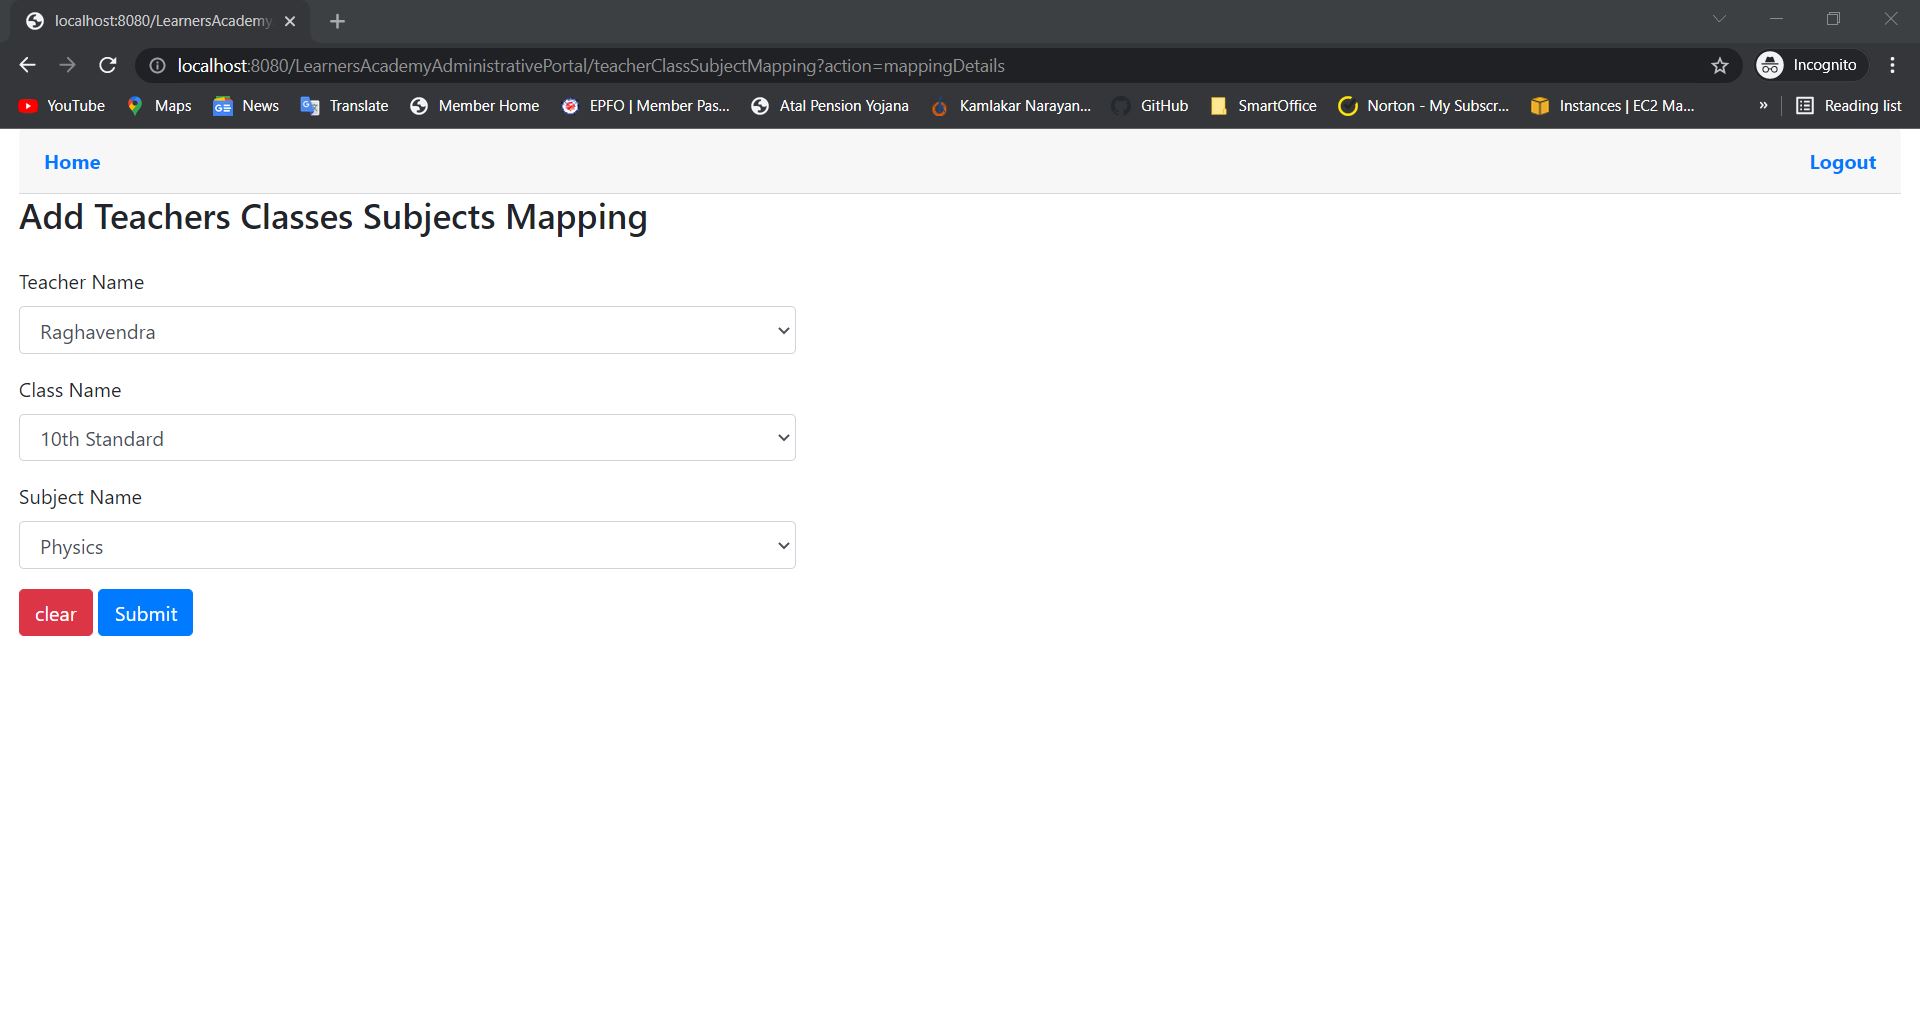 localhost:8080/LearnersAcademy
localhost:8080/LearnersAcademyAdministrativePortal/teacherClassSubjectMapping?action=mappingDetails
Incognito
YouTube Maps News Translate Member Home EPFO | Member Pas... Atal Pension Yojana Kamlakar Narayan... GitHub SmartOffice Norton - My Subscr... Instances | EC2 Ma... » Reading list
Home Logout
Add Teachers Classes Subjects Mapping
Teacher Name
Raghavendra
Class Name
10th Standard
Subject Name
Physics
clear Submit